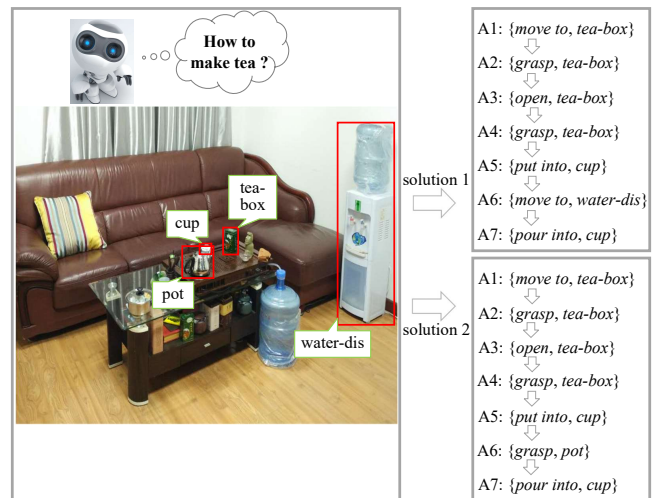 How to
make tea ?
tea-
box
cup
pot
water-dis
solution 1
A1: {move to, tea-box}
A2: {grasp, tea-box}
A3: {open, tea-box}
A4: {grasp, tea-box}
A5: {put into, cup}
A6: {move to, water-dis}
A7: {pour into, cup}
solution 2
A1: {move to, tea-box}
A2: {grasp, tea-box}
A3: {open, tea-box}
A4: {grasp, tea-box}
A5: {put into, cup}
A6: {grasp, pot}
A7: {pour into, cup}